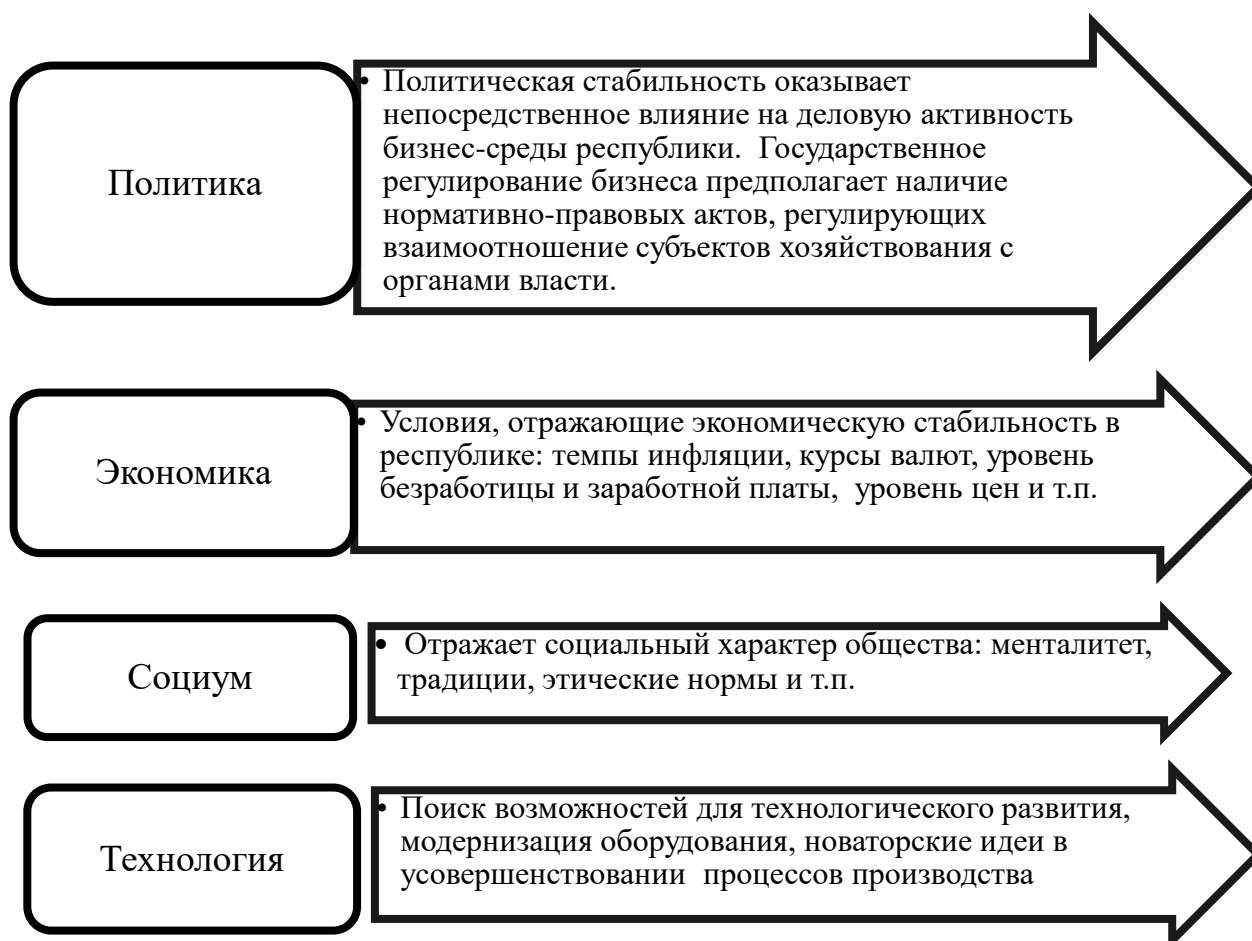 Политика
• Политическая стабильность оказывает
непосредственное влияние на деловую активность
бизнес-среды республики.  Государственное
регулирование бизнеса предполагает наличие
нормативно-правовых актов, регулирующих
взаимоотношение субъектов хозяйствования с
органами власти.
Экономика
• Условия, отражающие экономическую стабильность в
республике: темпы инфляции, курсы валют, уровень
безработицы и заработной платы,  уровень цен и т.п.
Социум
• Отражает социальный характер общества: менталитет,
традиции, этические нормы и т.п.
Технология
• Поиск возможностей для технологического развития,
модернизация оборудования, новаторские идеи в
усовершенствовании  процессов производства